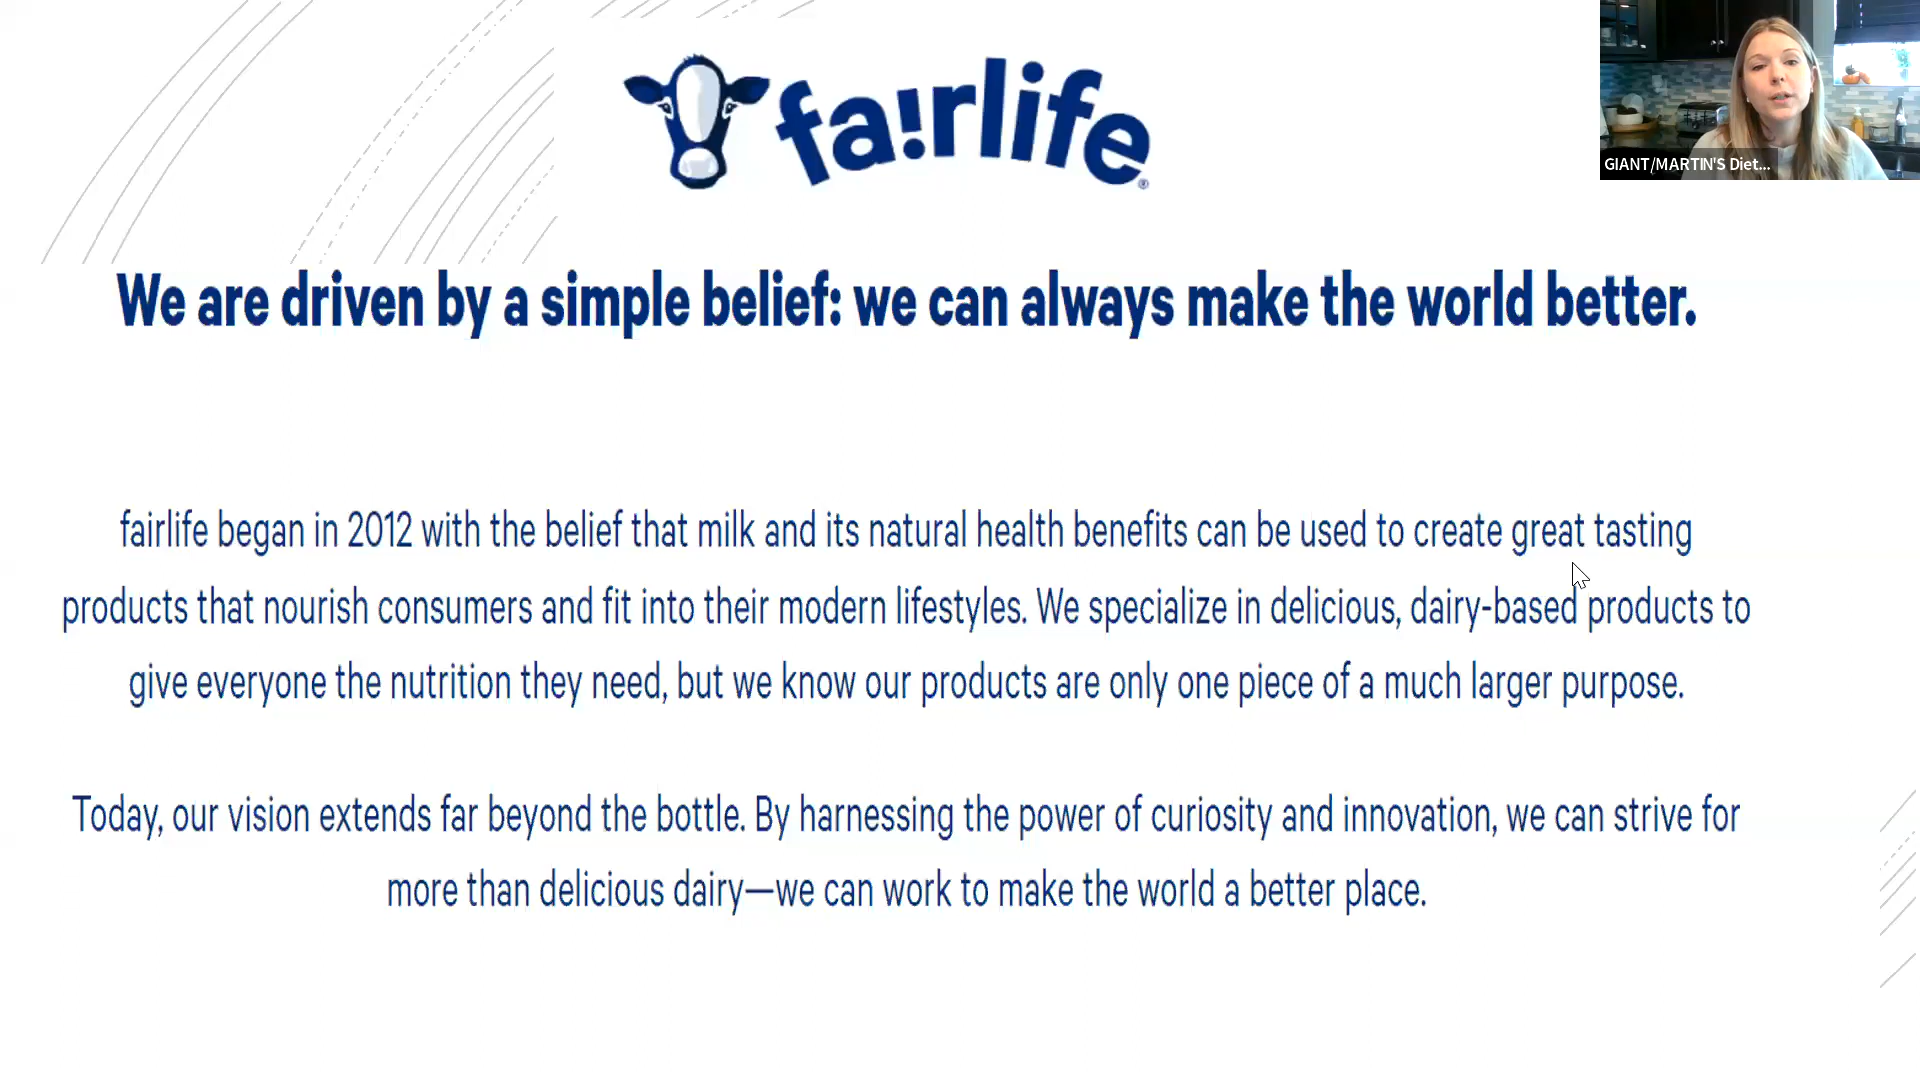 fa!rlife
GIANT/MARTIN'S Diet...
We are driven by a simple belief: we can always make the world better.
fairlife began in 2012 with the belief that milk and its natural health benefits can be used to create great tasting
products that nourish consumers and fit into their modern lifestyles. We specialize in delicious, dairy-based products to
give everyone the nutrition they need, but we know our products are only one piece of a much larger purpose.
Today, our vision extends far beyond the bottle. By harnessing the power of curiosity and innovation, we can strive for
more than delicious dairy—we can work to make the world a better place.